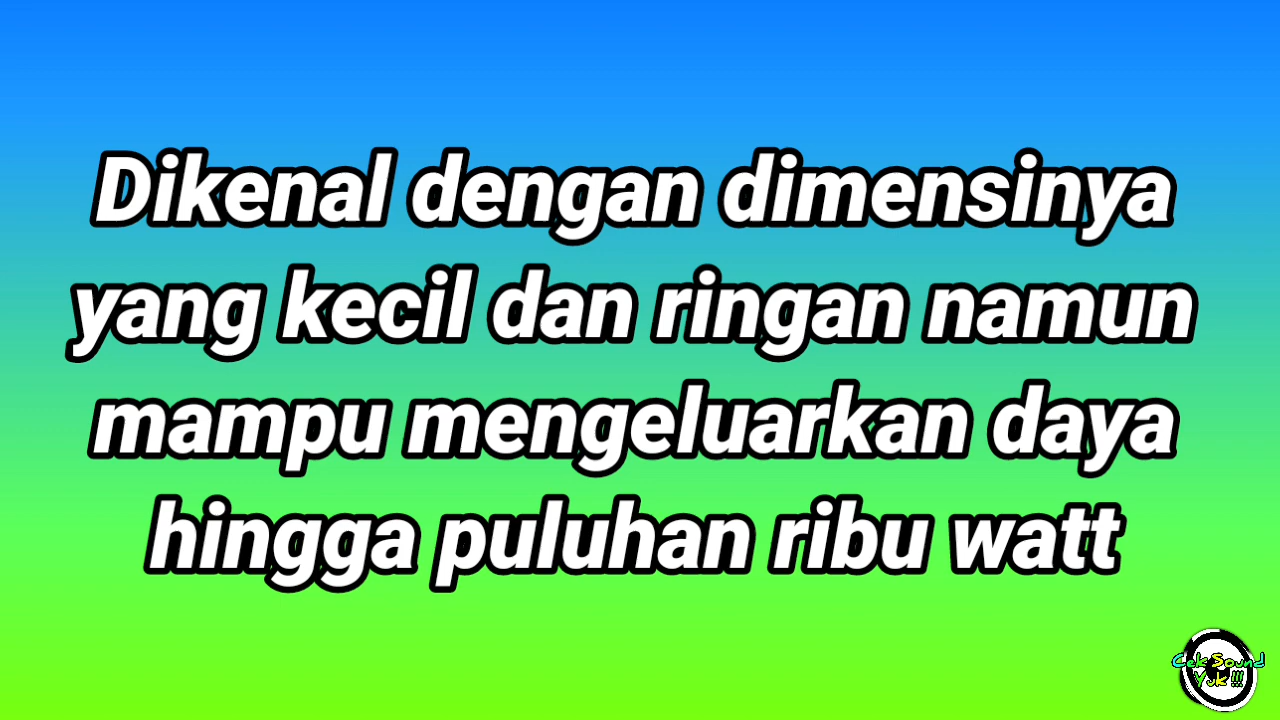 Dikenal dengan dimensinya
yang kecil dan ringan namun
mampu mengeluarkan daya
hingga puluhan ribu watt
Cek Sound
Yuk !!!